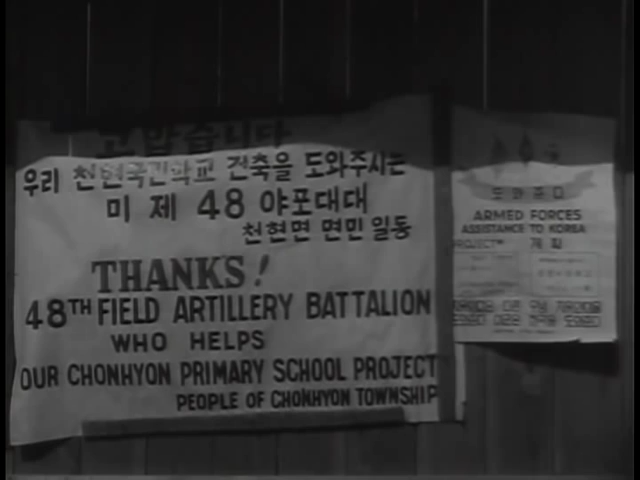 고맙습니다
우리 천현국민학교 건축을 도와주시는
미 제 48 야포대대
천현면 면민 일동
THANKS!
48TH FIELD ARTILLERY BATTALION
WHO HELPS
OUR CHONHYON PRIMARY SCHOOL PROJECT
PEOPLE OF CHONHYON TOWNSHIP
ARMED FORCES
ASSISTANCE TO KOREA
PROJECT